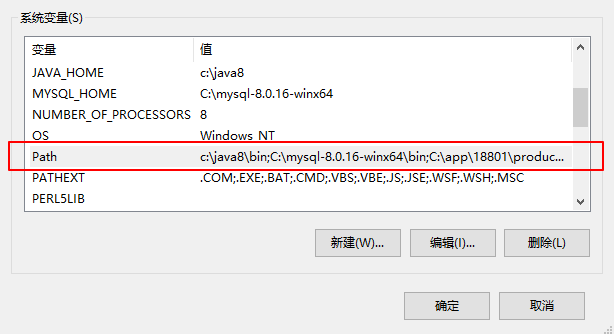 系统变量(S)
变量 值
JAVA_HOME c:\java8
MYSQL_HOME C:\mysql-8.0.16-winx64
NUMBER_OF_PROCESSORS 8
OS Windows_NT
Path c:\java8\bin;C:\mysql-8.0.16-winx64\bin;C:\app\18801\produc...
PATHEXT .COM;.EXE;.BAT;.CMD;.VBS;.VBE;.JS;.JSE;.WSF;.WSH;.MSC
PERL5LIB
新建(W)... 编辑(I)... 删除(L)
确定 取消